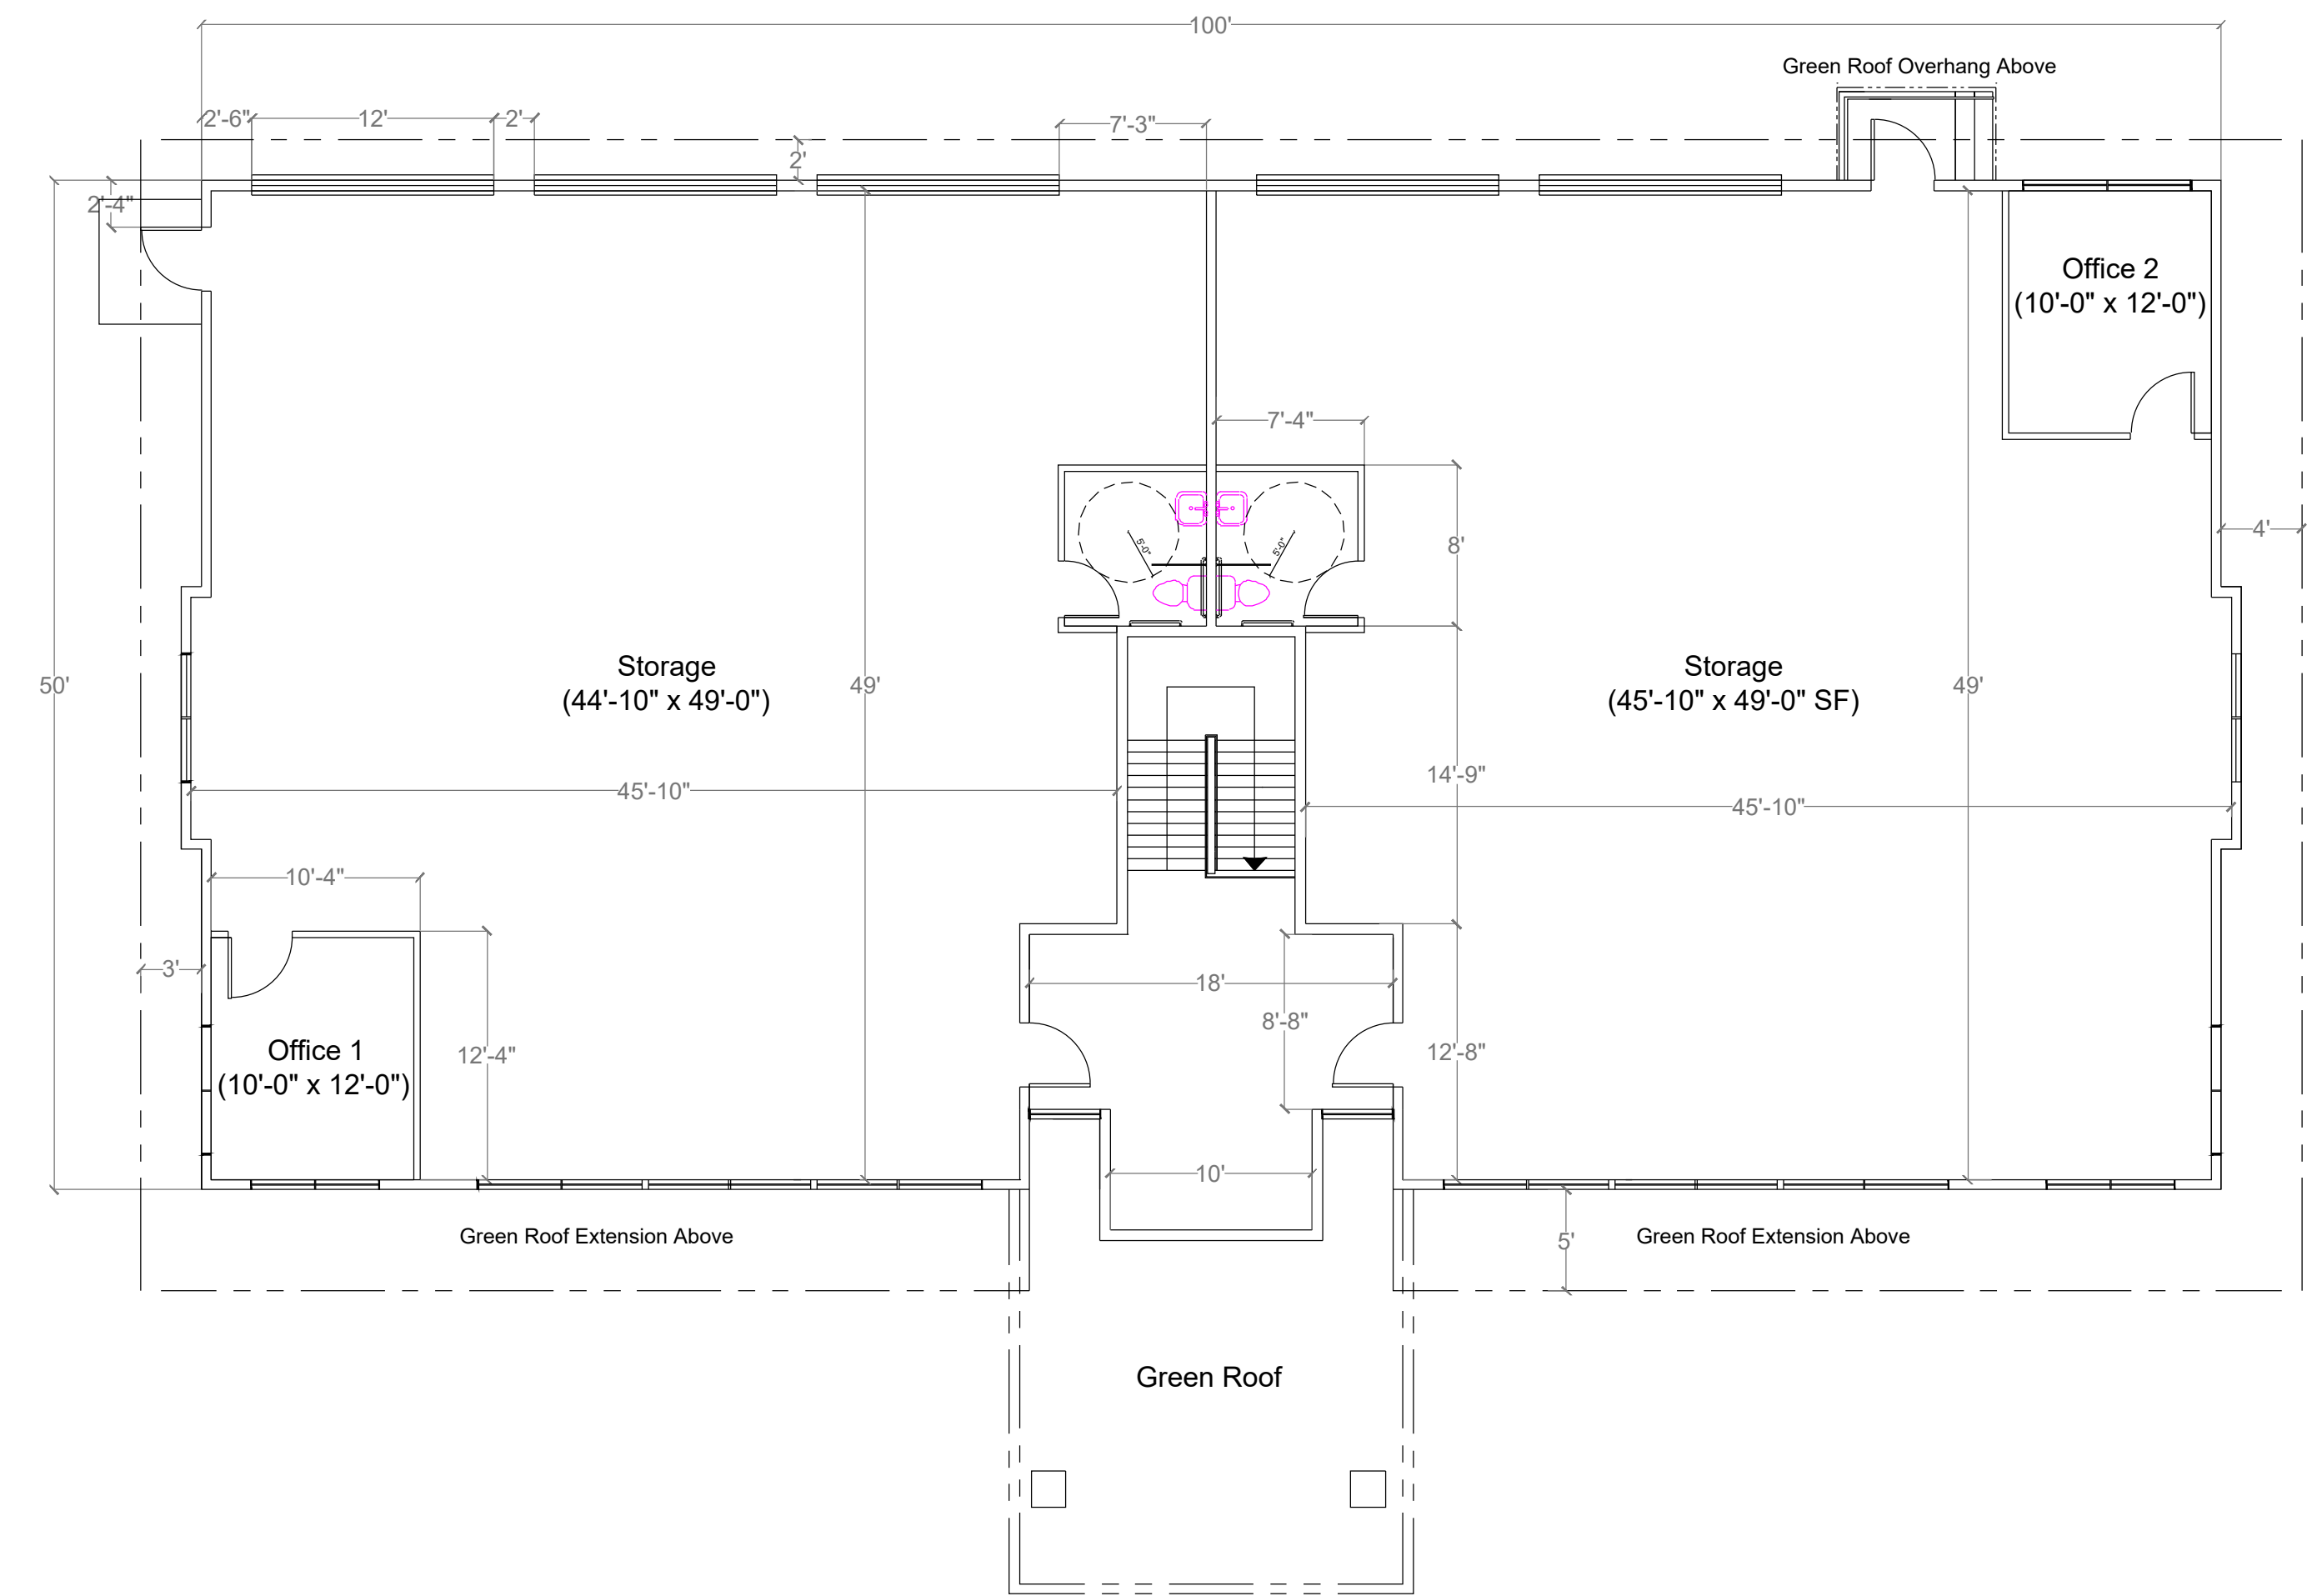 100'
Green Roof Overhang Above
2'-6"
12'
2'
7'-3"
2'
2'-4"
Office 2
(10'-0" x 12'-0")
7'-4"
4'
8'
5'-0"
5'-0"
Storage
(44'-10" x 49'-0")
Storage
(45'-10" x 49'-0" SF)
50'
49'
49'
14'-9"
45'-10"
45'-10"
10'-4"
3'
18'
8'-8"
Office 1
(10'-0" x 12'-0")
12'-4"
12'-8"
10'
Green Roof Extension Above
Green Roof Extension Above
5'
Green Roof